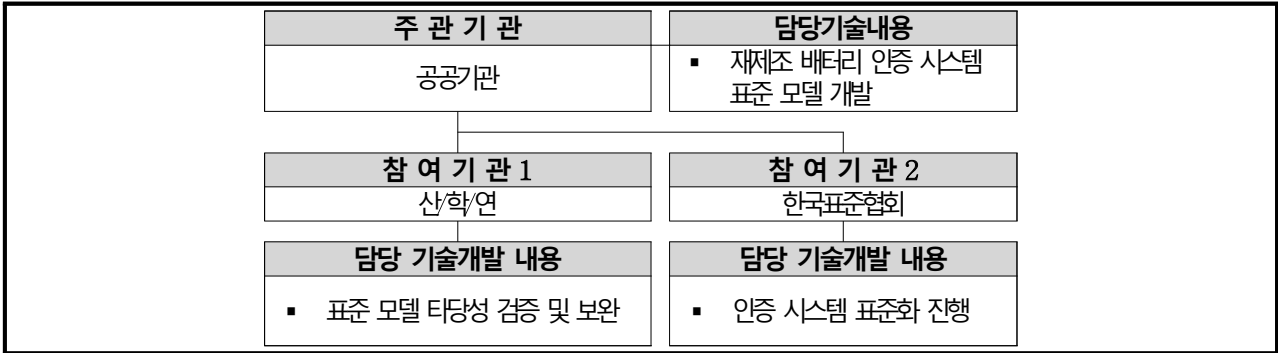 주 관 기 관
담당기술내용
공공기관
▪ 재제조 배터리 인증 시스템
표준 모델 개발
참 여 기 관 1
참 여 기 관 2
산/학/연
한국표준협회
담당 기술개발 내용
담당 기술개발 내용
▪ 표준 모델 타당성 검증 및 보완
▪ 인증 시스템 표준화 진행